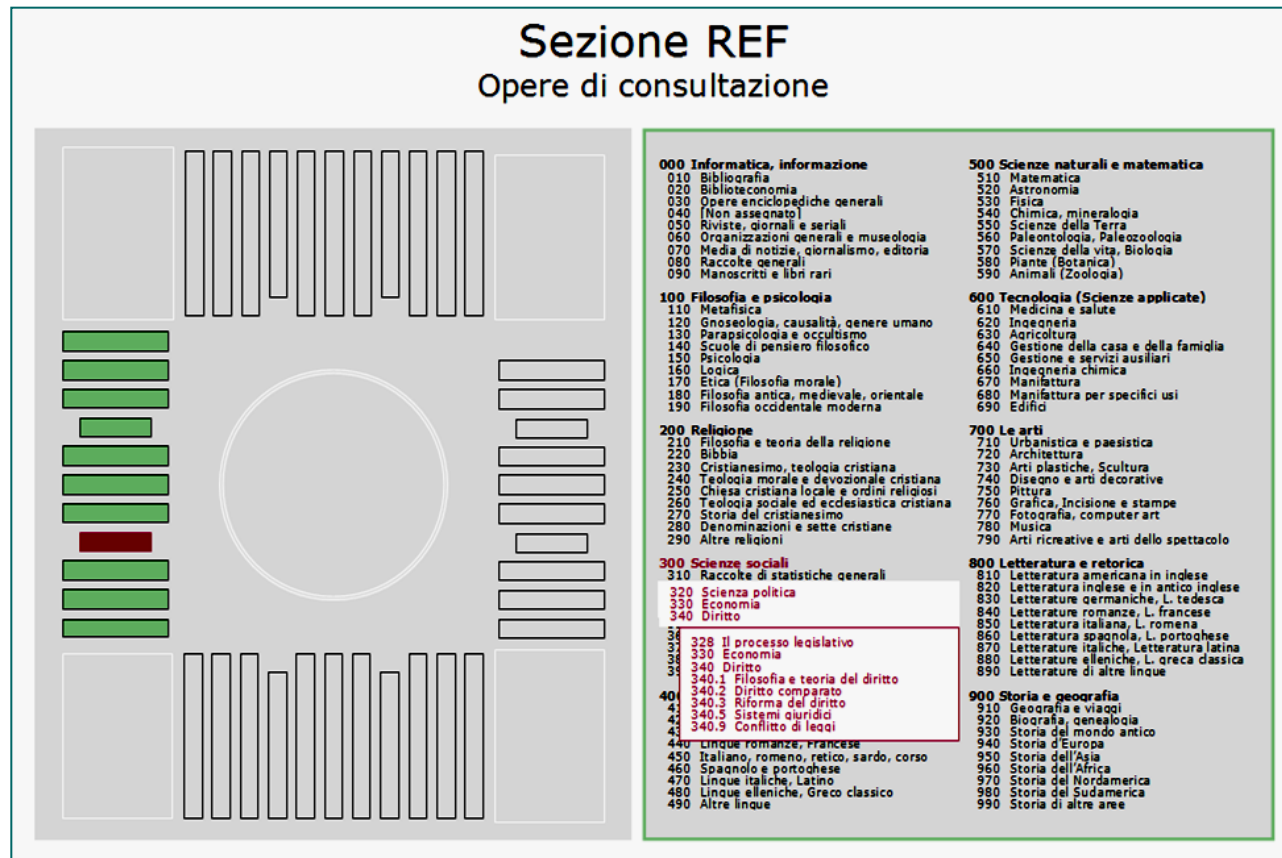 Sezione REF
Opere di consultazione
000 Informatica, informazione
010 Bibliografia
020 Biblioteconomia
030 Opere enciclopediche generali
040 [Non assegnato]
050 Riviste, giornali e seriali
060 Organizzazioni generali e museologia
070 Media di notizie, giornalismo, editoria
080 Raccolte generali
090 Manoscritti e libri rari
100 Filosofia e psicologia
110 Metafisica
120 Gnoseologia, causalità, genere umano
130 Parapsicologia e occultismo
140 Scuole di pensiero filosofico
150 Psicologia
160 Logica
170 Etica (Filosofia morale)
180 Filosofia antica, medievale, orientale
190 Filosofia occidentale moderna
200 Religione
210 Filosofia e teoria della religione
220 Bibbia
230 Cristianesimo, teologia cristiana
240 Teologia morale e devozionale cristiana
250 Chiesa cristiana locale e ordini religiosi
260 Teologia sociale ed ecclesiastica cristiana
270 Storia del cristianesimo
280 Denominazioni e sette cristiane
290 Altre religioni
300 Scienze sociali
310 Raccolte di statistiche generali
320 Scienza politica
330 Economia
340 Diritto
328 Il processo legislativo
330 Economia
340 Diritto
340.1 Filosofia e teoria del diritto
340.2 Diritto comparato
340.3 Riforma del diritto
340.5 Sistemi giuridici
340.9 Conflitto di leggi
440 Lingue romanze, Francese
450 Italiano, romeno, retico, sardo, corso
460 Spagnolo e portoghese
470 Lingue italiche, Latino
480 Lingue elleniche, Greco classico
490 Altre lingue
500 Scienze naturali e matematica
510 Matematica
520 Astronomia
530 Fisica
540 Chimica, mineralogia
550 Scienze della Terra
560 Paleontologia, Paleozoologia
570 Scienze della vita, Biologia
580 Piante (Botanica)
590 Animali (Zoologia)
600 Tecnologia (Scienze applicate)
610 Medicina e salute
620 Ingegneria
630 Agricoltura
640 Gestione della casa e della famiglia
650 Gestione e servizi ausiliari
660 Ingegneria chimica
670 Manifattura
680 Manifattura per specifici usi
690 Edifici
700 Le arti
710 Urbanistica e paesistica
720 Architettura
730 Arti plastiche, Scultura
740 Disegno e arti decorative
750 Pittura
760 Grafica, Incisione e stampe
770 Fotografia, computer art
780 Musica
790 Arti ricreative e arti dello spettacolo
800 Letteratura e retorica
810 Letteratura americana in inglese
820 Letteratura inglese e in antico inglese
830 Letterature germaniche, L. tedesca
840 Letterature romanze, L. francese
850 Letteratura italiana, L. romena
860 Letteratura spagnola, L. portoghese
870 Letterature italiche, Letteratura latina
880 Letterature elleniche, L. greca classica
890 Letterature di altre lingue
900 Storia e geografia
910 Geografia e viaggi
920 Biografia, genealogia
930 Storia del mondo antico
940 Storia d'Europa
950 Storia dell'Asia
960 Storia dell'Africa
970 Storia del Nordamerica
980 Storia del Sudamerica
990 Storia di altre aree